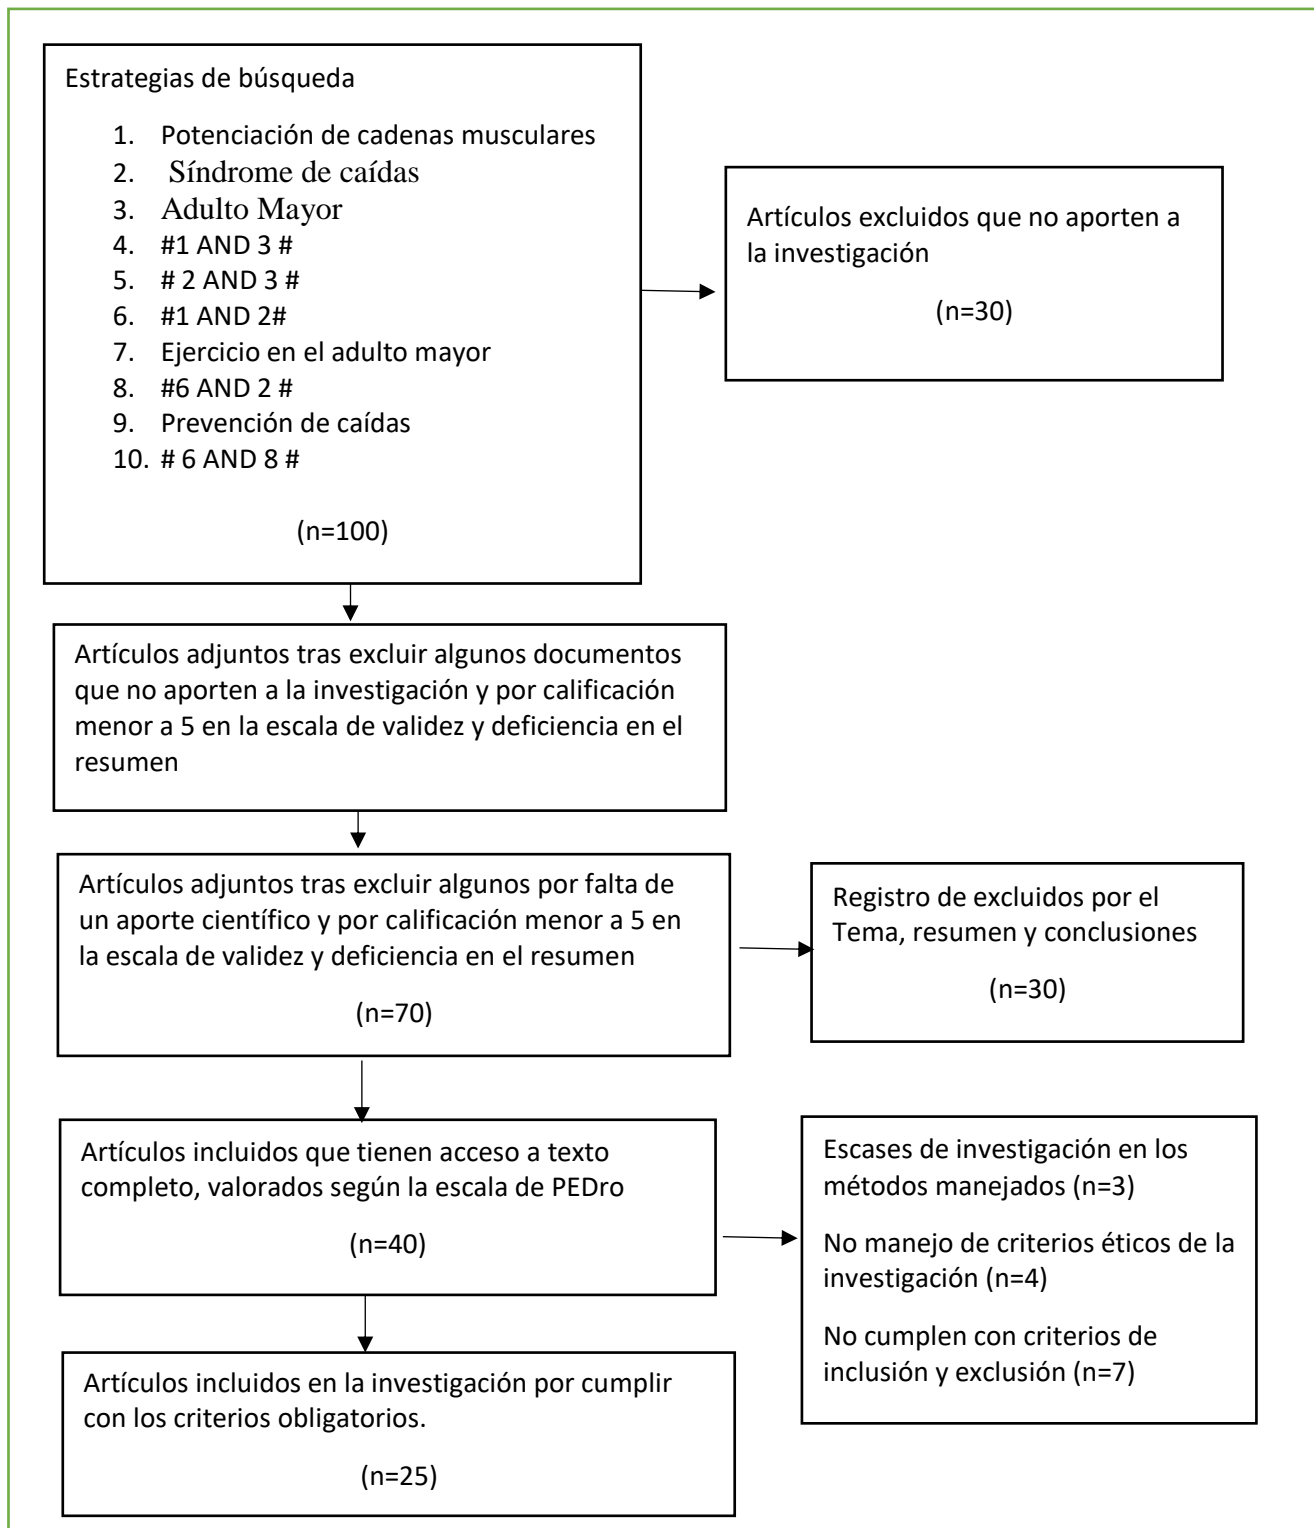 Estrategias de búsqueda
1. Potenciación de cadenas musculares
2. Síndrome de caídas
3. Adulto Mayor
4. #1 AND 3 #
5. # 2 AND 3 #
6. #1 AND 2#
7. Ejercicio en el adulto mayor
8. #6 AND 2 #
9. Prevención de caídas
10. # 6 AND 8 #
(n=100)
Artículos excluidos que no aporten a
la investigación
(n=30)
Artículos adjuntos tras excluir algunos documentos
que no aporten a la investigación y por calificación
menor a 5 en la escala de validez y deficiencia en el
resumen
Artículos adjuntos tras excluir algunos por falta de
un aporte científico y por calificación menor a 5 en
la escala de validez y deficiencia en el resumen
(n=70)
Registro de excluidos por el
Tema, resumen y conclusiones
(n=30)
Artículos incluidos que tienen acceso a texto
completo, valorados según la escala de PEDro
(n=40)
Escases de investigación en los
métodos manejados (n=3)
No manejo de criterios éticos de la
investigación (n=4)
No cumplen con criterios de
inclusión y exclusión (n=7)
Artículos incluidos en la investigación por cumplir
con los criterios obligatorios.
(n=25)